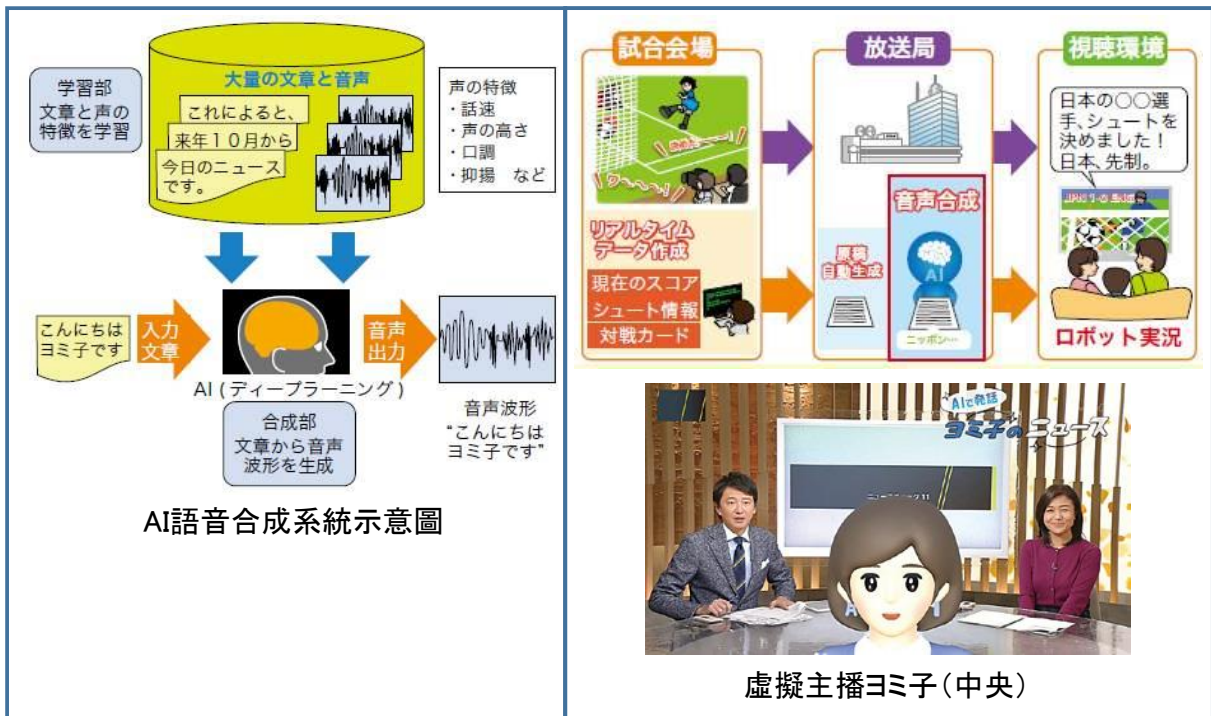 学習部
文章と声の
特徴を学習
大量の文章と音声
これによると、
来年１０月から
今日のニュース
です。
声の特徴
・話速
・声の高さ
・口調
・抑揚　など
こんにちは
ヨミ子です
入力
文章
音声
出力
AI（ディープラーニング）
合成部
文章から音声
波形を生成
音声波形
“こんにちは
ヨミ子です”
AI語音合成系統示意圖
試合会場
ワ〜〜〜!
リアルタイム
データ作成
現在のスコア
シュート情報
対戦カード
放送局
原稿
自動生成
音声合成
AI
ニッポン…
視聴環境
日本の〇〇選
手、シュートを
決めました！
日本、先制。
JPN 1-0 ENG
ロボット実況
AIで発話
ヨミ子のニュース
虛擬主播ヨミ子（中央）